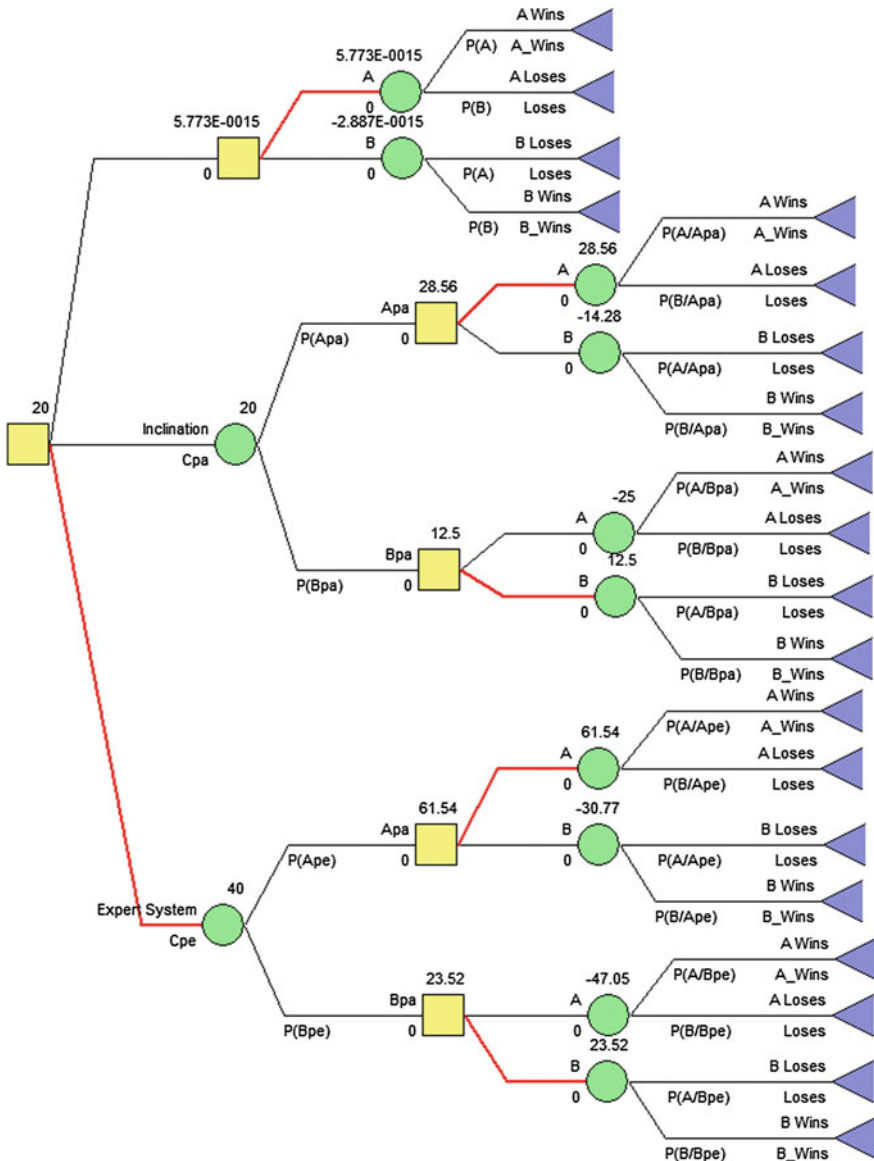 A Wins
P(A) A_Wins
5.773E-0015
A
0
A Loses
P(B) Loses
5.773E-0015
0
-2.887E-0015
B
0
B Loses
P(A) Loses
B Wins
P(B) B_Wins
A Wins
P(A/Apa) A_Wins
28.56
A
0
A Loses
P(B/Apa) Loses
28.56
Apa
0
P(Apa)
-14.28
B
0
B Loses
P(A/Apa) Loses
B Wins
P(B/Apa) B_Wins
20
20
Inclination
Cpa
A Wins
P(A/Bpa) A_Wins
-25
A
0
A Loses
P(B/Bpa) Loses
12.5
Bpa
0
P(Bpa)
12.5
B
0
B Loses
P(A/Bpa) Loses
B Wins
P(B/Bpa) B_Wins
A Wins
P(A/Ape) A_Wins
61.54
A
0
A Loses
P(B/Ape) Loses
61.54
Apa
0
P(Ape)
-30.77
B
0
B Loses
P(A/Ape) Loses
B Wins
P(B/Ape) B_Wins
40
Expert System
Cpe
A Wins
P(A/Bpe) A_Wins
-47.05
A
0
A Loses
P(B/Bpe) Loses
23.52
Bpa
0
P(Bpe)
23.52
B
0
B Loses
P(A/Bpe) Loses
B Wins
P(B/Bpe) B_Wins